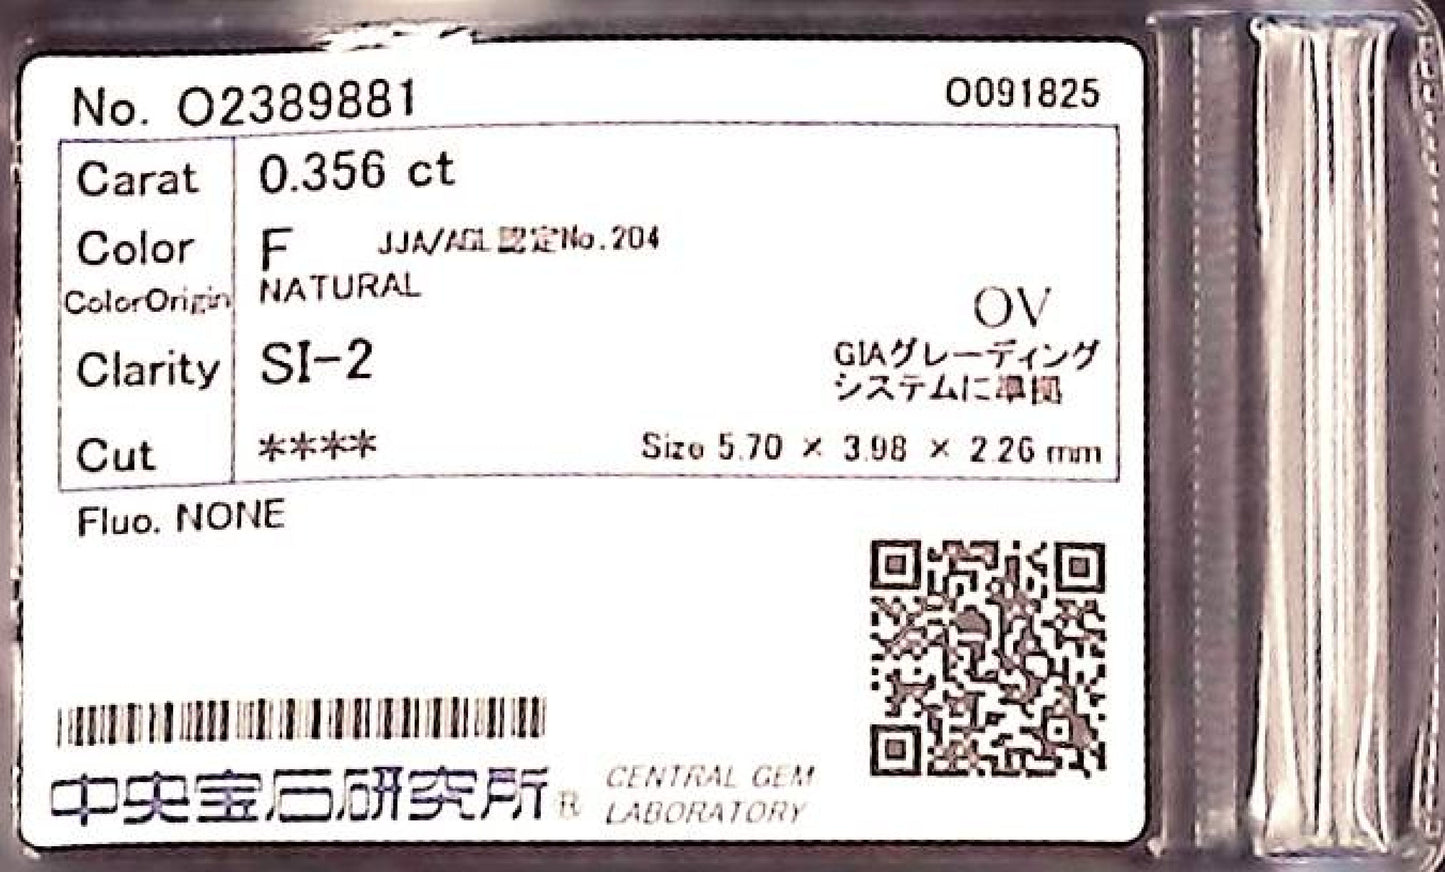 No. O2389881 O091825
Carat 0.356 ct
Color F JJA/AGL認定No.204
ColorOrigin NATURAL
OV
Clarity SI-2
GIAグレーディング
システムに準拠
Cut **** Size 5.70 × 3.98 × 2.26 mm
Fluo. NONE
中央宝石研究所® CENTRAL GEM
LABORATORY